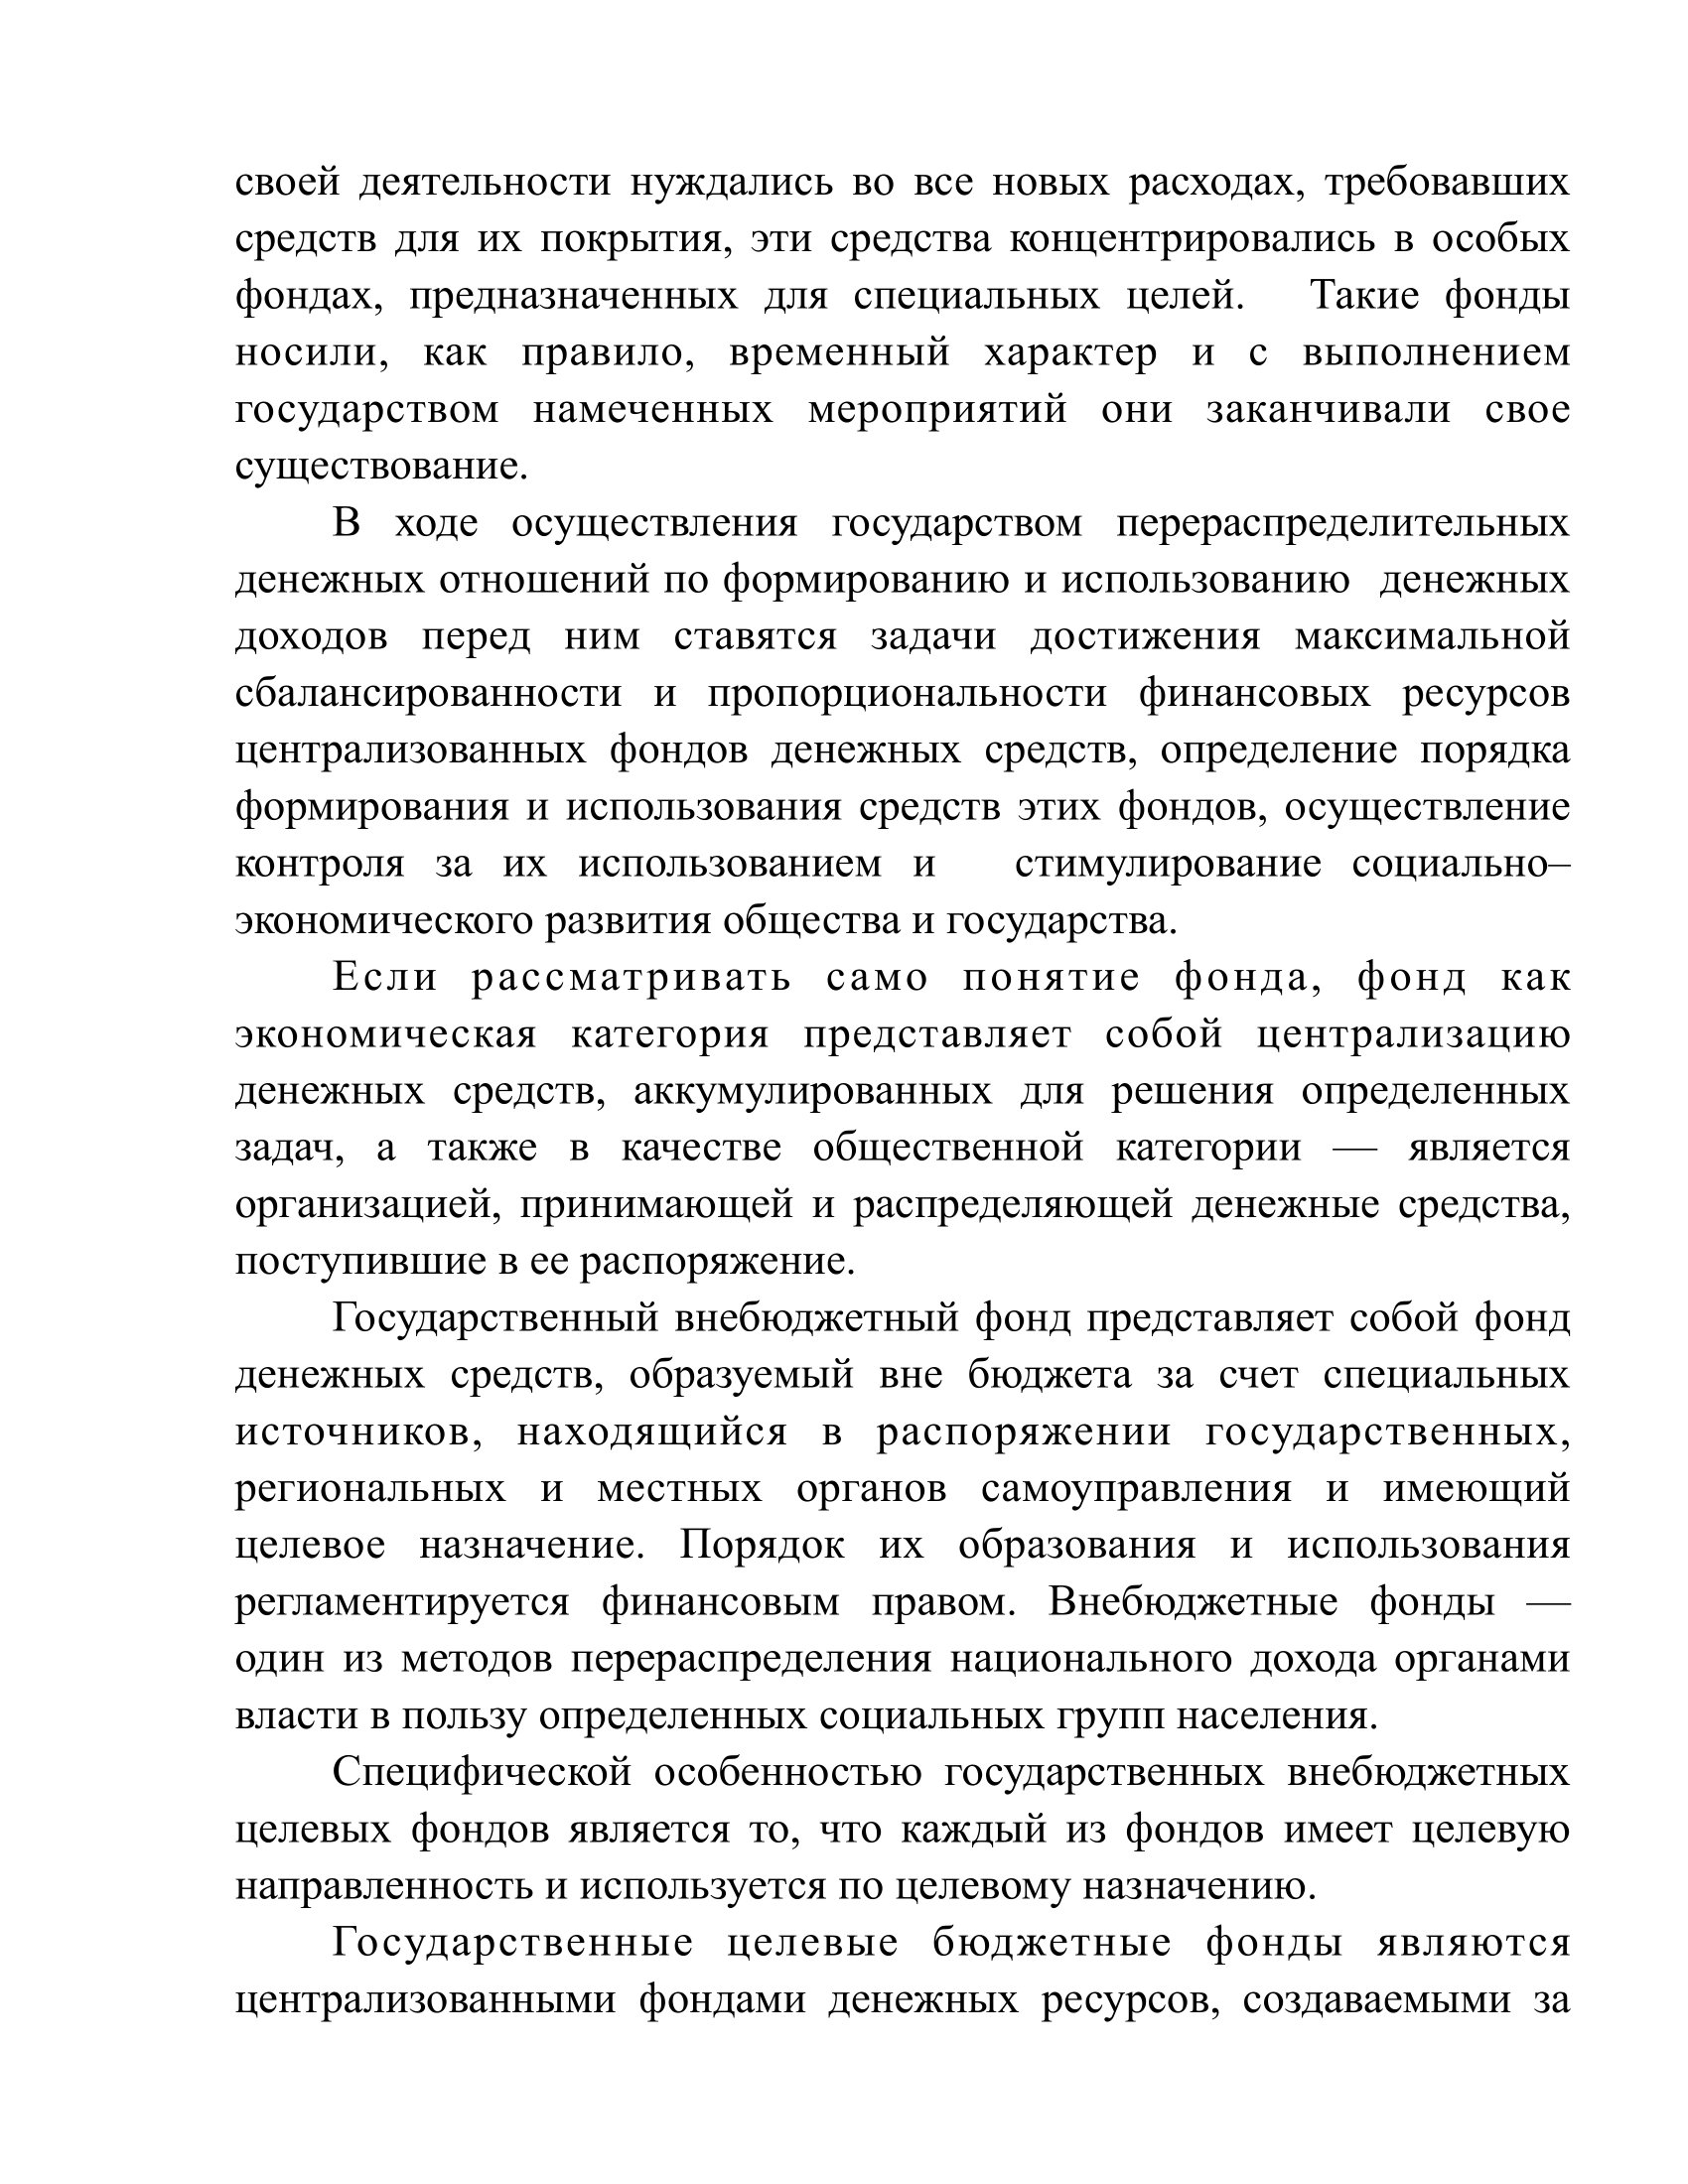 своей деятельности нуждались во все новых расходах, требовавших
средств для их покрытия, эти средства концентрировались в особых
фондах, предназначенных для специальных целей. Такие фонды
носили, как правило, временный характер и с выполнением
государством намеченных мероприятий они заканчивали свое
существование.
В ходе осуществления государством перераспределительных
денежных отношений по формированию и использованию денежных
доходов перед ним ставятся задачи достижения максимальной
сбалансированности и пропорциональности финансовых ресурсов
централизованных фондов денежных средств, определение порядка
формирования и использования средств этих фондов, осуществление
контроля за их использованием и стимулирование социально–
экономического развития общества и государства.
Если рассматривать само понятие фонда, фонд как
экономическая категория представляет собой централизацию
денежных средств, аккумулированных для решения определенных
задач, а также в качестве общественной категории — является
организацией, принимающей и распределяющей денежные средства,
поступившие в ее распоряжение.
Государственный внебюджетный фонд представляет собой фонд
денежных средств, образуемый вне бюджета за счет специальных
источников, находящийся в распоряжении государственных,
региональных и местных органов самоуправления и имеющий
целевое назначение. Порядок их образования и использования
регламентируется финансовым правом. Внебюджетные фонды —
один из методов перераспределения национального дохода органами
власти в пользу определенных социальных групп населения.
Специфической особенностью государственных внебюджетных
целевых фондов является то, что каждый из фондов имеет целевую
направленность и используется по целевому назначению.
Государственные целевые бюджетные фонды являются
централизованными фондами денежных ресурсов, создаваемыми за